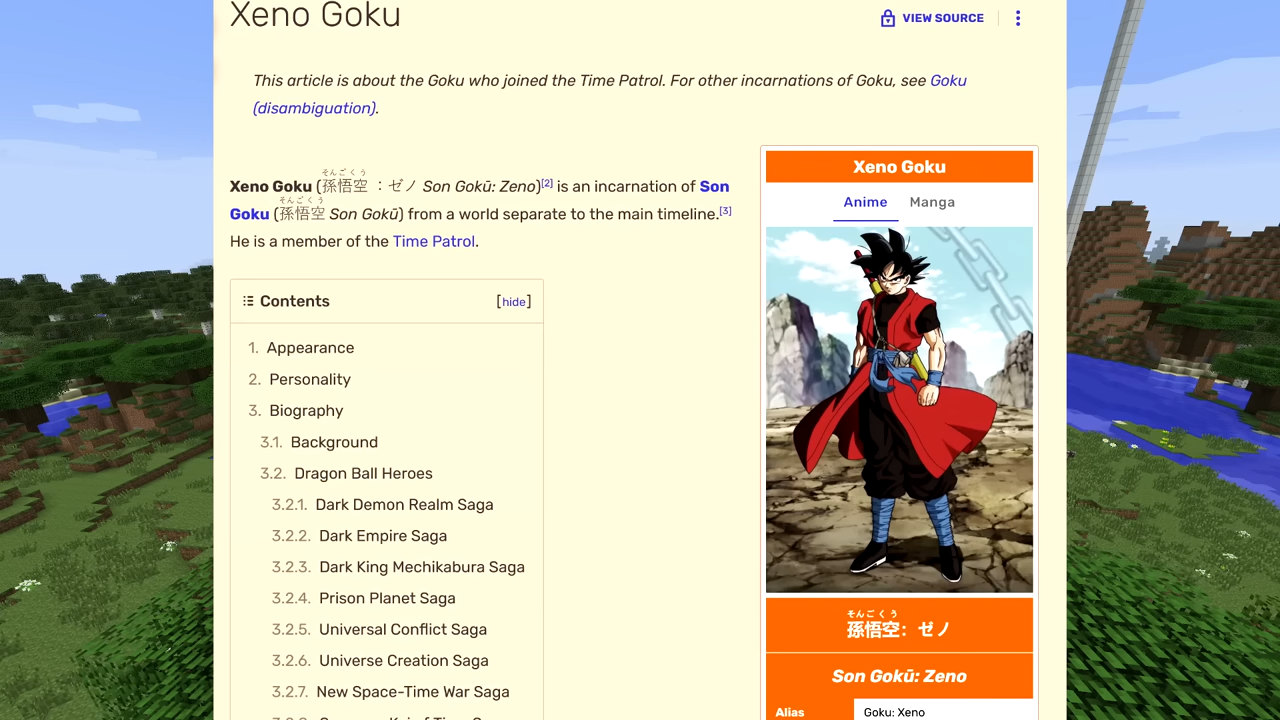 Xeno Goku
VIEW SOURCE
This article is about the Goku who joined the Time Patrol. For other incarnations of Goku, see Goku
(disambiguation).
そんごくう
Xeno Goku (孫悟空：ゼノ Son Gokū: Zeno)[2] is an incarnation of Son
そんごくう
Goku (孫悟空 Son Gokū) from a world separate to the main timeline.[3]
He is a member of the Time Patrol.
Contents [hide]
1. Appearance
2. Personality
3. Biography
3.1. Background
3.2. Dragon Ball Heroes
3.2.1. Dark Demon Realm Saga
3.2.2. Dark Empire Saga
3.2.3. Dark King Mechikabura Saga
3.2.4. Prison Planet Saga
3.2.5. Universal Conflict Saga
3.2.6. Universe Creation Saga
3.2.7. New Space-Time War Saga
Xeno Goku
Anime Manga
そんごくう
孫悟空：ゼノ
Son Gokū: Zeno
Alias Goku: Xeno